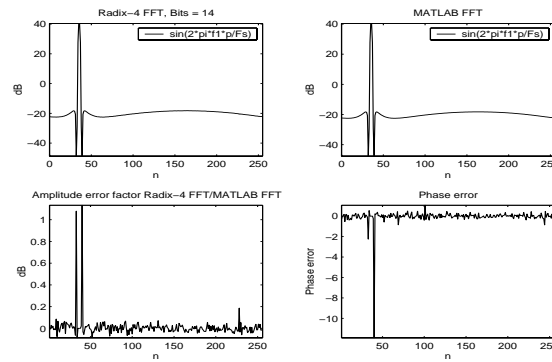 Radix-4 FFT, Bits = 14
40
20
0
-20
-40
dB
sin(2*pi*f1*p/Fs)
0 50 100 150 200 250
n
MATLAB FFT
40
20
0
-20
-40
dB
sin(2*pi*f1*p/Fs)
0 50 100 150 200 250
n
Amplitude error factor Radix-4 FFT/MATLAB FFT
1
0.8
0.6
0.4
0.2
0
dB
0 50 100 150 200 250
n
Phase error
0
-2
-4
-6
-8
-10
Phase error
0 50 100 150 200 250
n